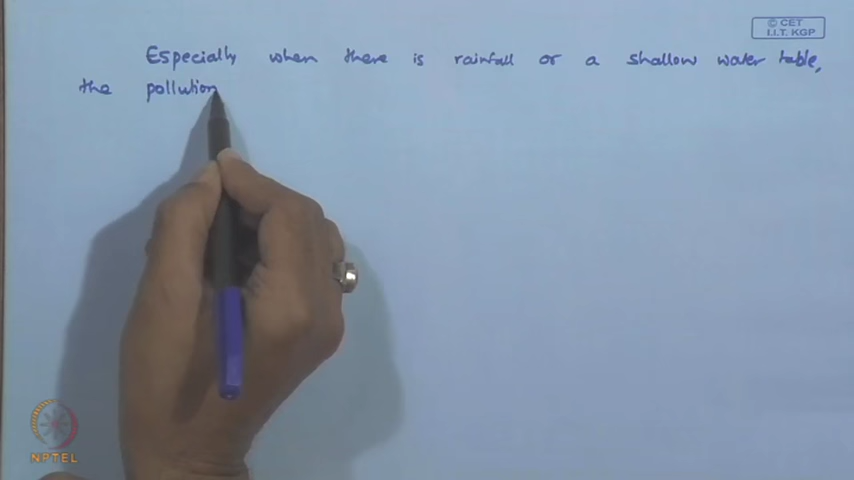 © CET
I.I.T. KGP
Especially when there is rainfall or a shallow water table,
the pollution
NPTEL